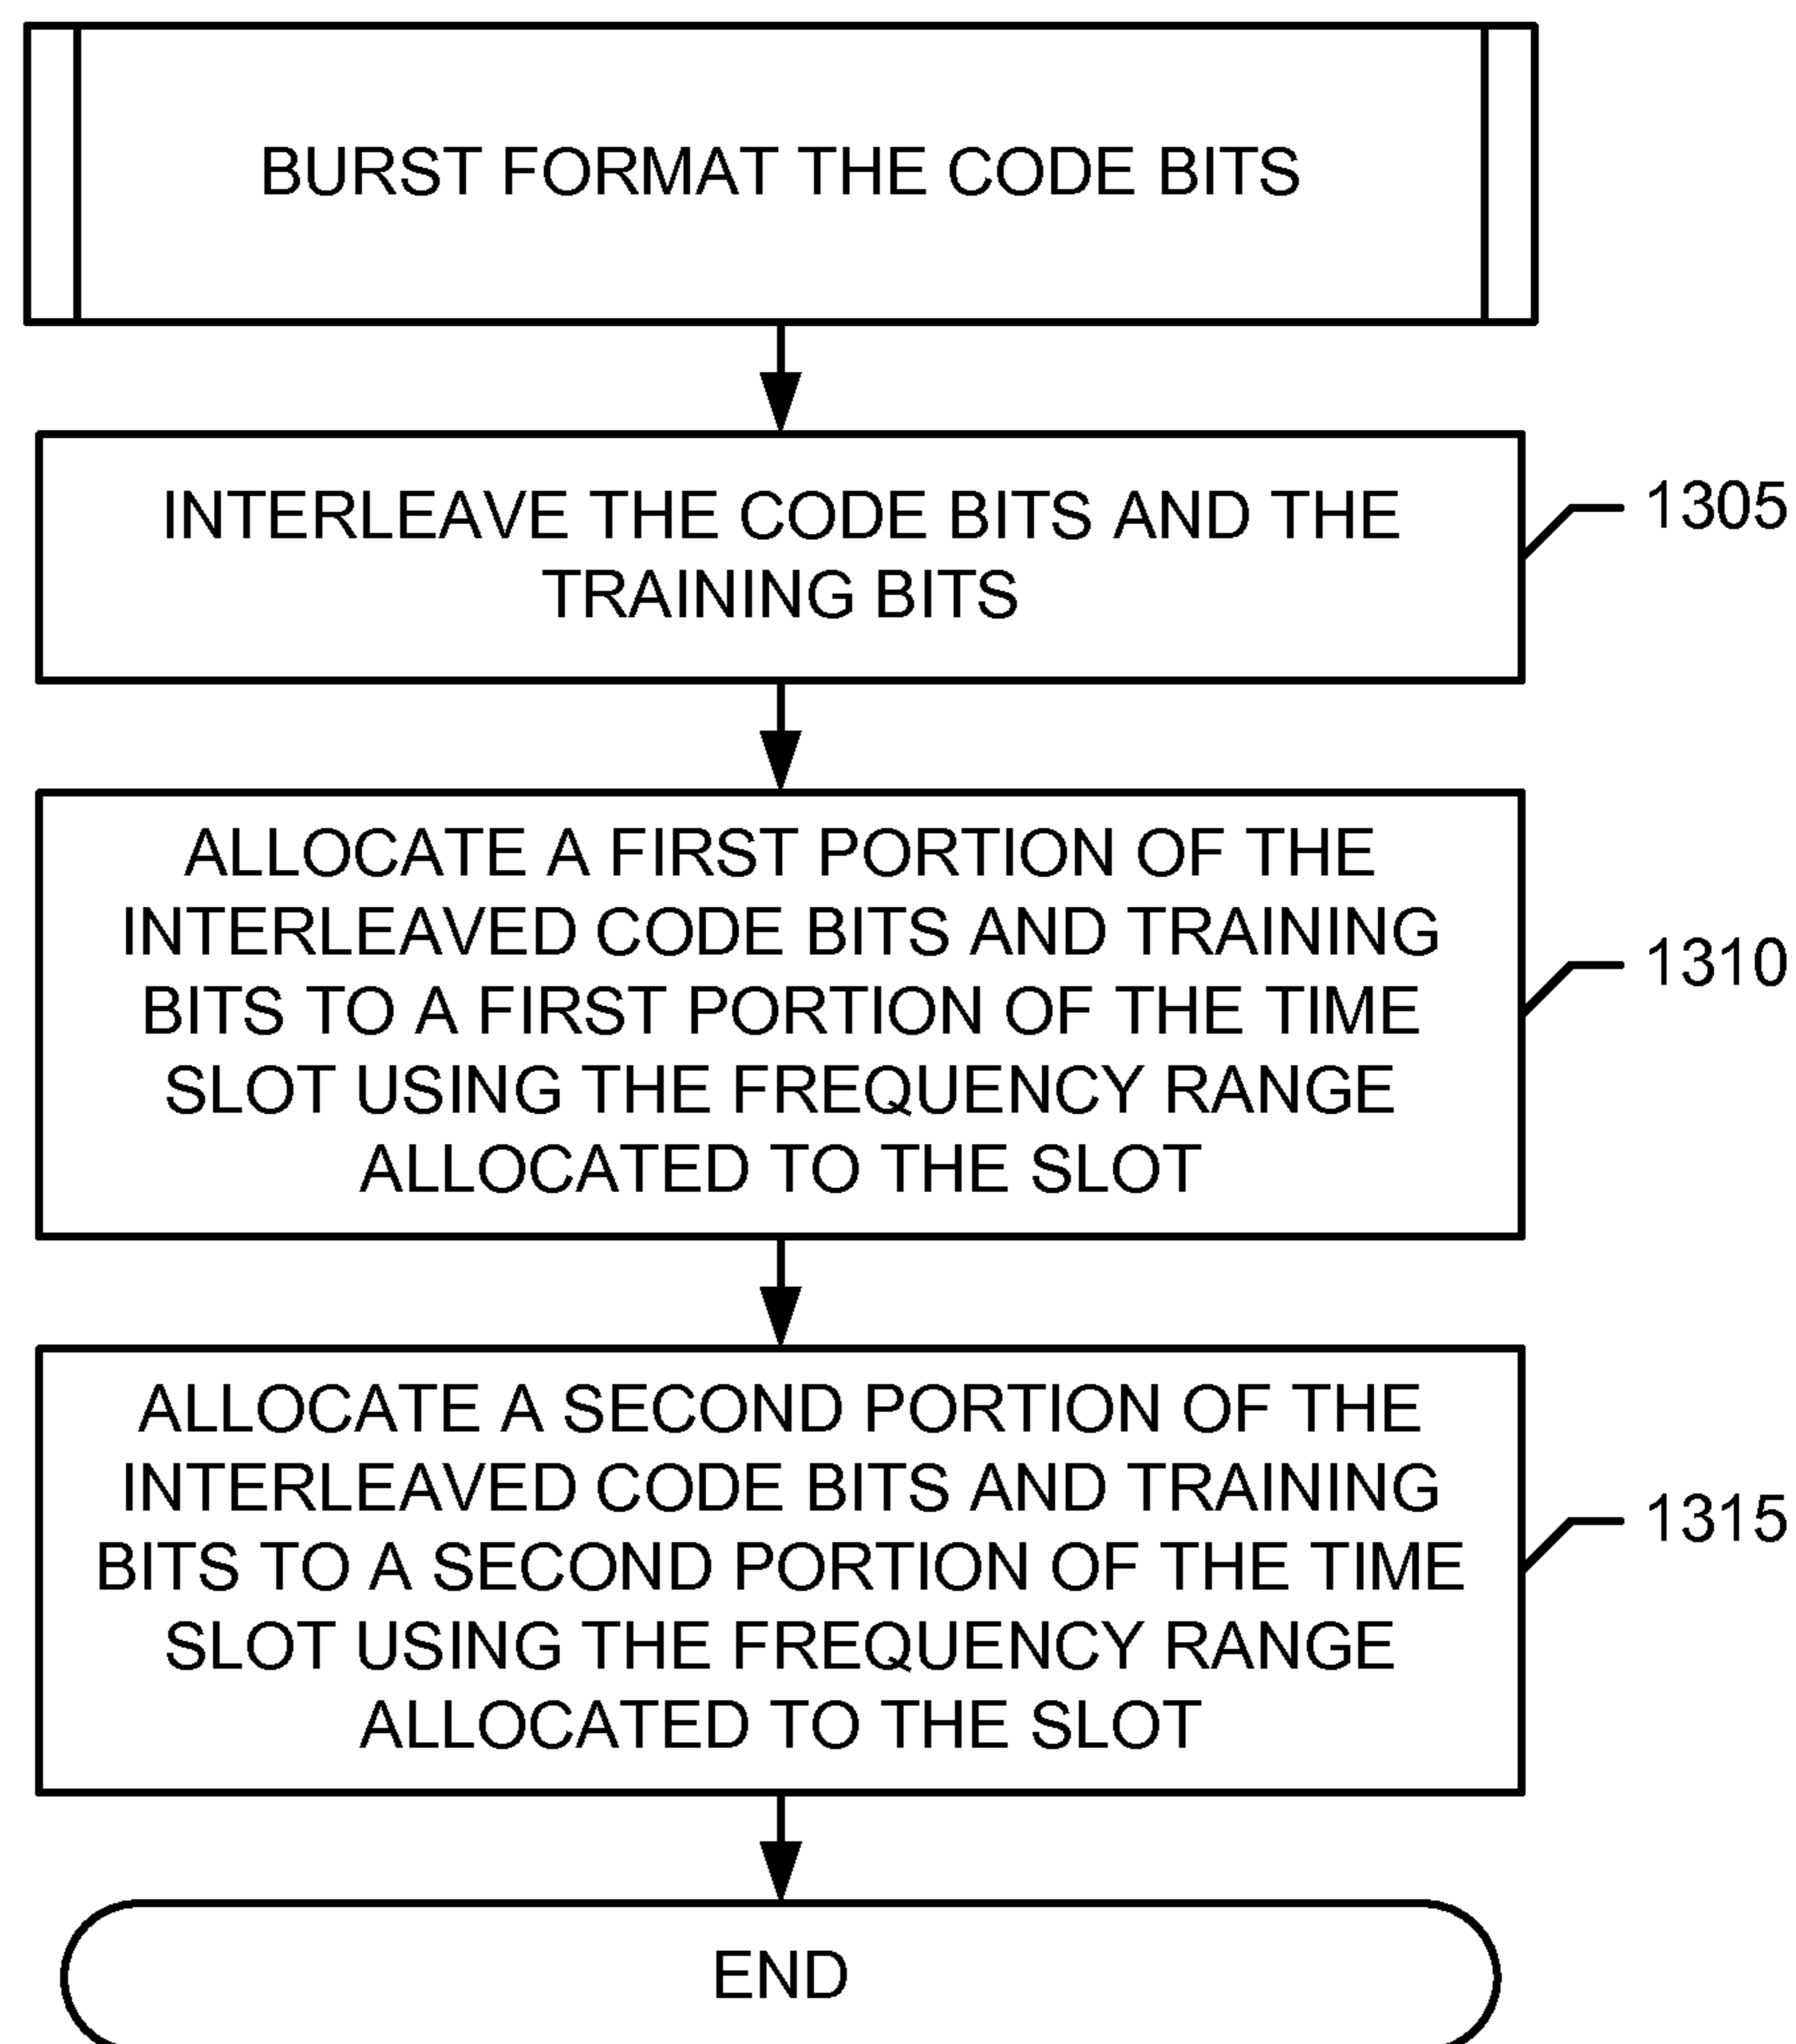 BURST FORMAT THE CODE BITS
INTERLEAVE THE CODE BITS AND THE
TRAINING BITS
1305
ALLOCATE A FIRST PORTION OF THE
INTERLEAVED CODE BITS AND TRAINING
BITS TO A FIRST PORTION OF THE TIME
SLOT USING THE FREQUENCY RANGE
ALLOCATED TO THE SLOT
1310
ALLOCATE A SECOND PORTION OF THE
INTERLEAVED CODE BITS AND TRAINING
BITS TO A SECOND PORTION OF THE TIME
SLOT USING THE FREQUENCY RANGE
ALLOCATED TO THE SLOT
1315
END